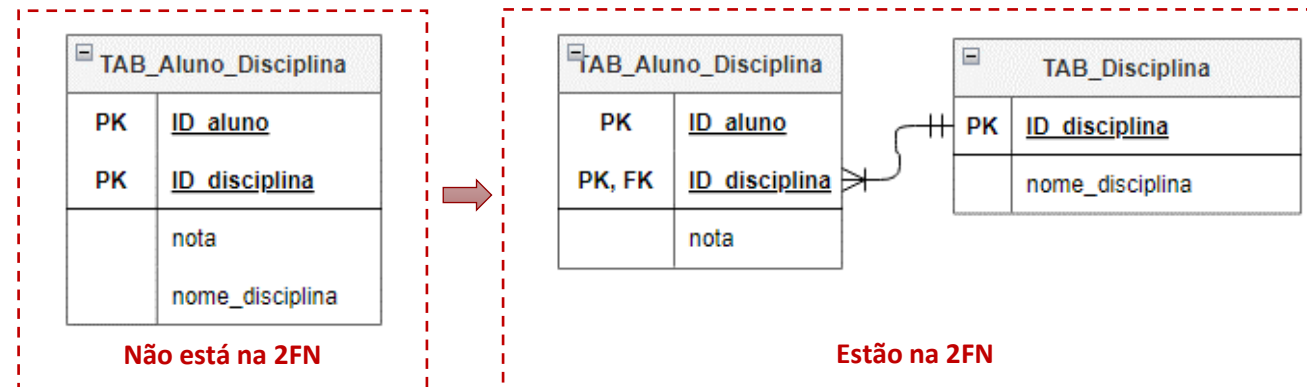 TAB_Aluno_Disciplina
PK ID_aluno
PK ID_disciplina
nota
nome_disciplina
Não está na 2FN
TAB_Aluno_Disciplina
PK ID_aluno
PK, FK ID_disciplina
nota
TAB_Disciplina
PK ID_disciplina
nome_disciplina
Estão na 2FN